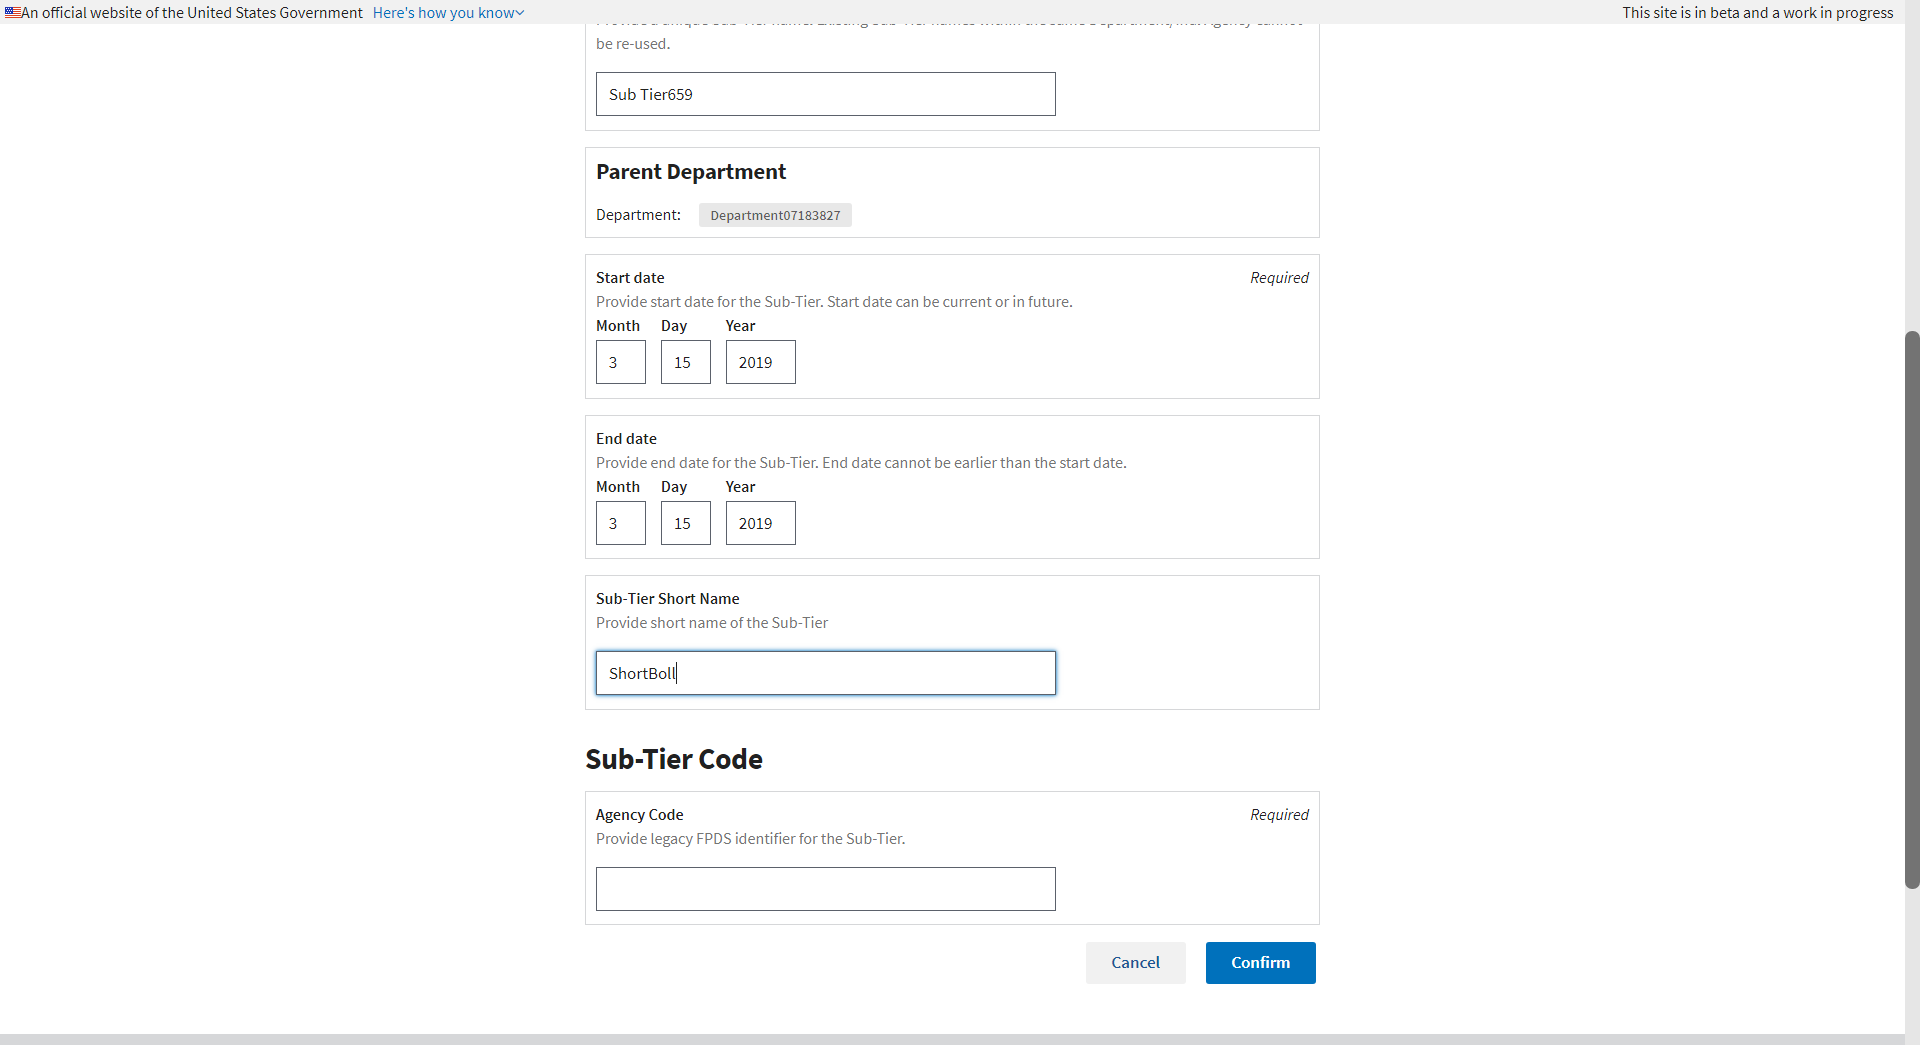 An official website of the United States Government Here's how you know
This site is in beta and a work in progress
be re-used.
Sub Tier659
Parent Department
Department: Department07183827
Start date Required
Provide start date for the Sub-Tier. Start date can be current or in future.
Month Day Year
3 15 2019
End date
Provide end date for the Sub-Tier. End date cannot be earlier than the start date.
Month Day Year
3 15 2019
Sub-Tier Short Name
Provide short name of the Sub-Tier
ShortBoll
Sub-Tier Code
Agency Code Required
Provide legacy FPDS identifier for the Sub-Tier.
Cancel Confirm